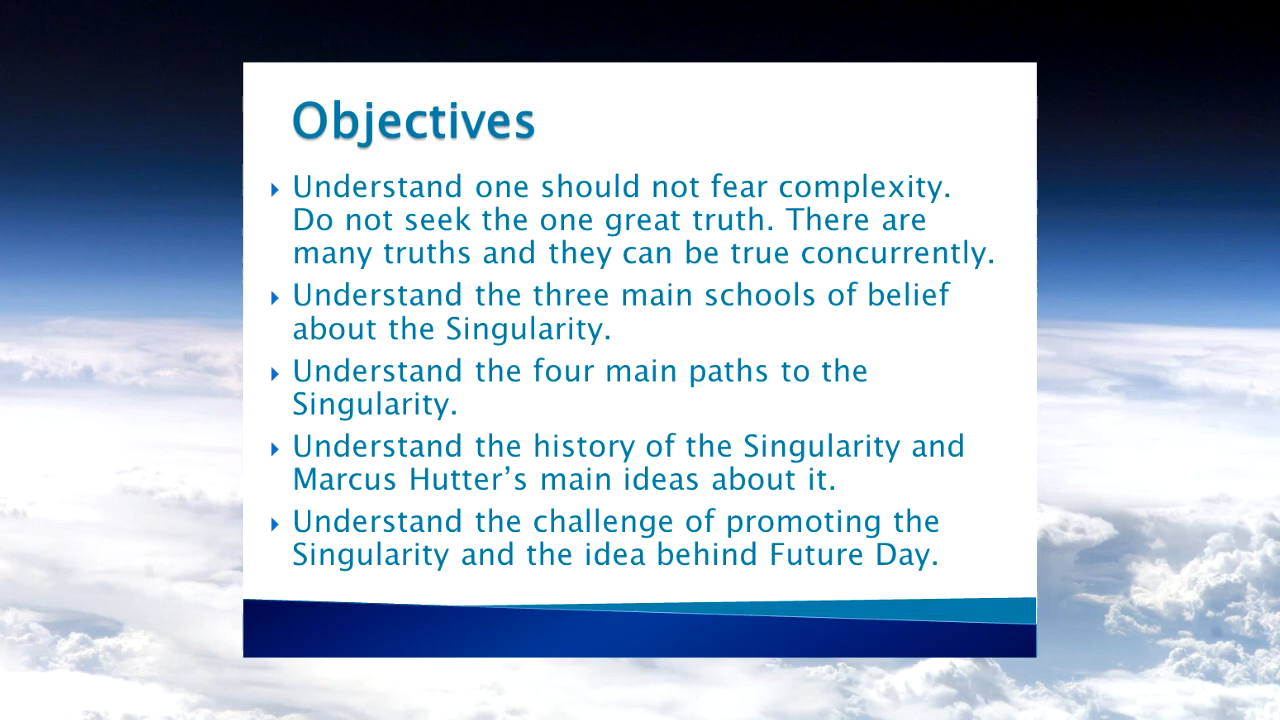 Objectives
Understand one should not fear complexity.
Do not seek the one great truth. There are
many truths and they can be true concurrently.
Understand the three main schools of belief
about the Singularity.
Understand the four main paths to the
Singularity.
Understand the history of the Singularity and
Marcus Hutter’s main ideas about it.
Understand the challenge of promoting the
Singularity and the idea behind Future Day.